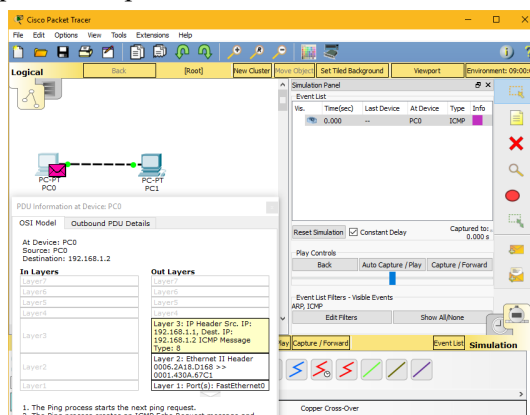 Cisco Packet Tracer
File Edit Options View Tools Extensions Help
Logical Back [Root] New Cluster Move Object Set Tiled Background Viewport Environment: 09:00:
Simulation Panel
Event List
Vis. Time(sec) Last Device At Device Type Info
0.000 -- PC0 ICMP
PC-PT
PC0
PC-PT
PC1
Reset Simulation Constant Delay
Captured to:
0.000 s
Play Controls
Back Auto Capture / Play Capture / Forward
Event List Filters - Visible Events
ARP, ICMP
Edit Filters Show All/None
PDU Information at Device: PC0
OSI Model Outbound PDU Details
At Device: PC0
Source: PC0
Destination: 192.168.1.2
In Layers
Layer7
Layer6
Layer5
Layer4
Layer3
Layer2
Layer1
Out Layers
Layer7
Layer6
Layer5
Layer4
Layer 3: IP Header Src. IP:
192.168.1.1, Dest. IP:
192.168.1.2 ICMP Message
Type: 8
Layer 2: Ethernet II Header
0006.2A18.D168 >>
0001.430A.67C1
Layer 1: Port(s): FastEthernet0
1. The Ping process starts the next ping request.
Capture / Forward Event List Simulation
Copper Cross-Over